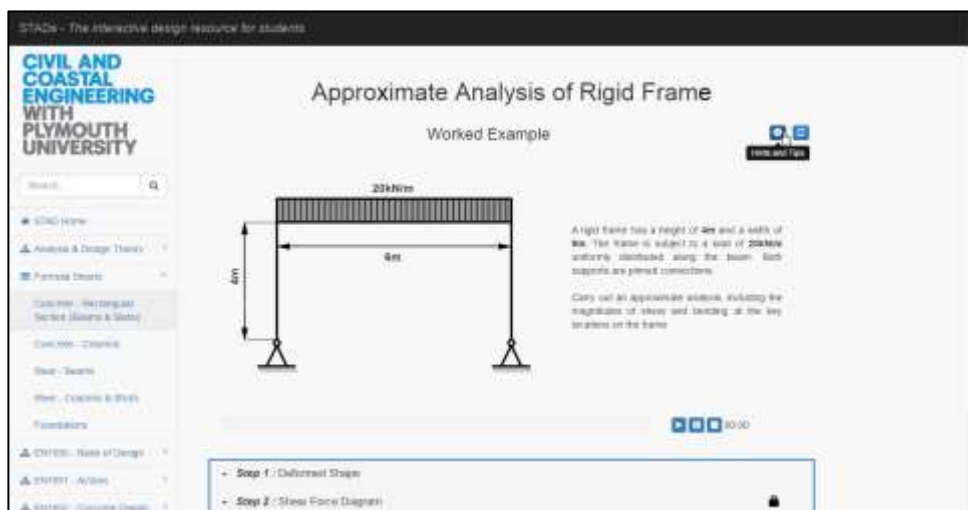 STADs - The interactive design resource for students
CIVIL AND
COASTAL
ENGINEERING
WITH
PLYMOUTH
UNIVERSITY
Search
STAD Home
Analysis & Design Theory
Formula Sheets
Concrete - Rectangular
Section (Beams & Slabs)
Concrete - Columns
Steel - Beams
Steel - Columns & Struts
Foundations
EN1990 - Basis of Design
EN1991 - Actions
EN1992 - Concrete Design
Approximate Analysis of Rigid Frame
Worked Example
Hints and Tips
20kN/m
6m
4m
A rigid frame has a height of 4m and a width of
6m. The frame is subject to a load of 20kN/m
uniformly distributed along the beam. Both
supports are pinned connections.
Carry out an approximate analysis, including the
magnitudes of shear and bending at the key
locations on the frame.
00:00
- Step 1 : Deformed Shape
- Step 2 : Shear Force Diagram